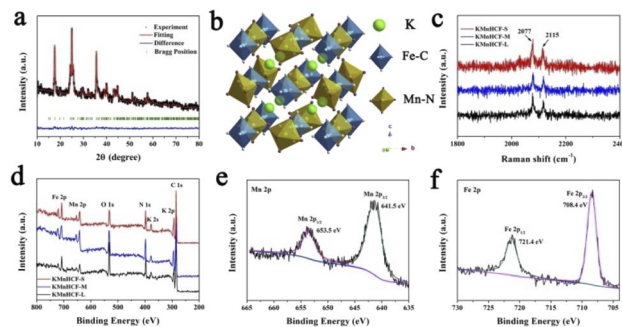 a
Experiment
Fitting
Difference
Bragg Position
Intensity (a.u.)
10 20 30 40 50 60 70 80
2θ (degree)
b
K
Fe-C
Mn-N
c
b
c
KMnHCF-S
KMnHCF-M
KMnHCF-L
2077
2115
Intensity (a.u.)
1800 2000 2200 2400
Raman shift (cm-1)
d
C 1s
Fe 2p
Mn 2p
O 1s
N 1s
K 2s
K 2p
KMnHCF-S
KMnHCF-M
KMnHCF-L
Intensity (a.u.)
800 700 600 500 400 300 200
Binding Energy (eV)
e
Mn 2p
Mn 2p3/2
641.5 eV
Mn 2p1/2
653.5 eV
Intensity (a.u.)
660 655 650 645 640 635
Binding Energy (eV)
f
Fe 2p
Fe 2p3/2
708.4 eV
Fe 2p1/2
721.4 eV
Intensity (a.u.)
730 725 720 715 710 705
Binding Energy (eV)